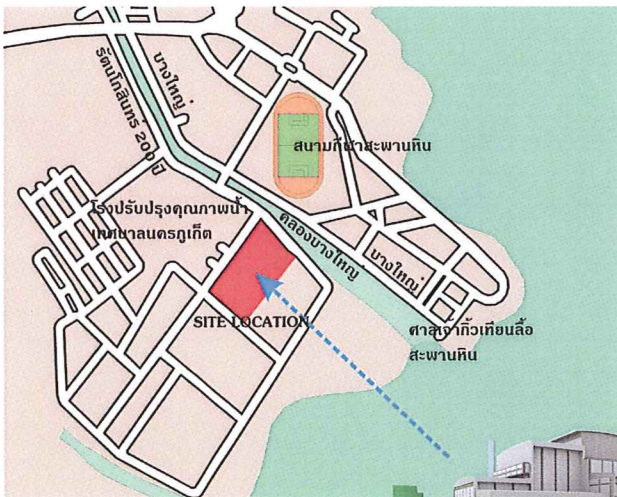 รัตนโกสินทร์ 200 ปี
บางใหญ่
สนามกีฬาสะพานหิน
โรงปรับปรุงคุณภาพน้ำ
เทศบาลนครภูเก็ต
คลองบางใหญ่
บางใหญ่
SITE LOCATION
ศาลเจ้ากิ้วเทียนลื้อ
สะพานหิน